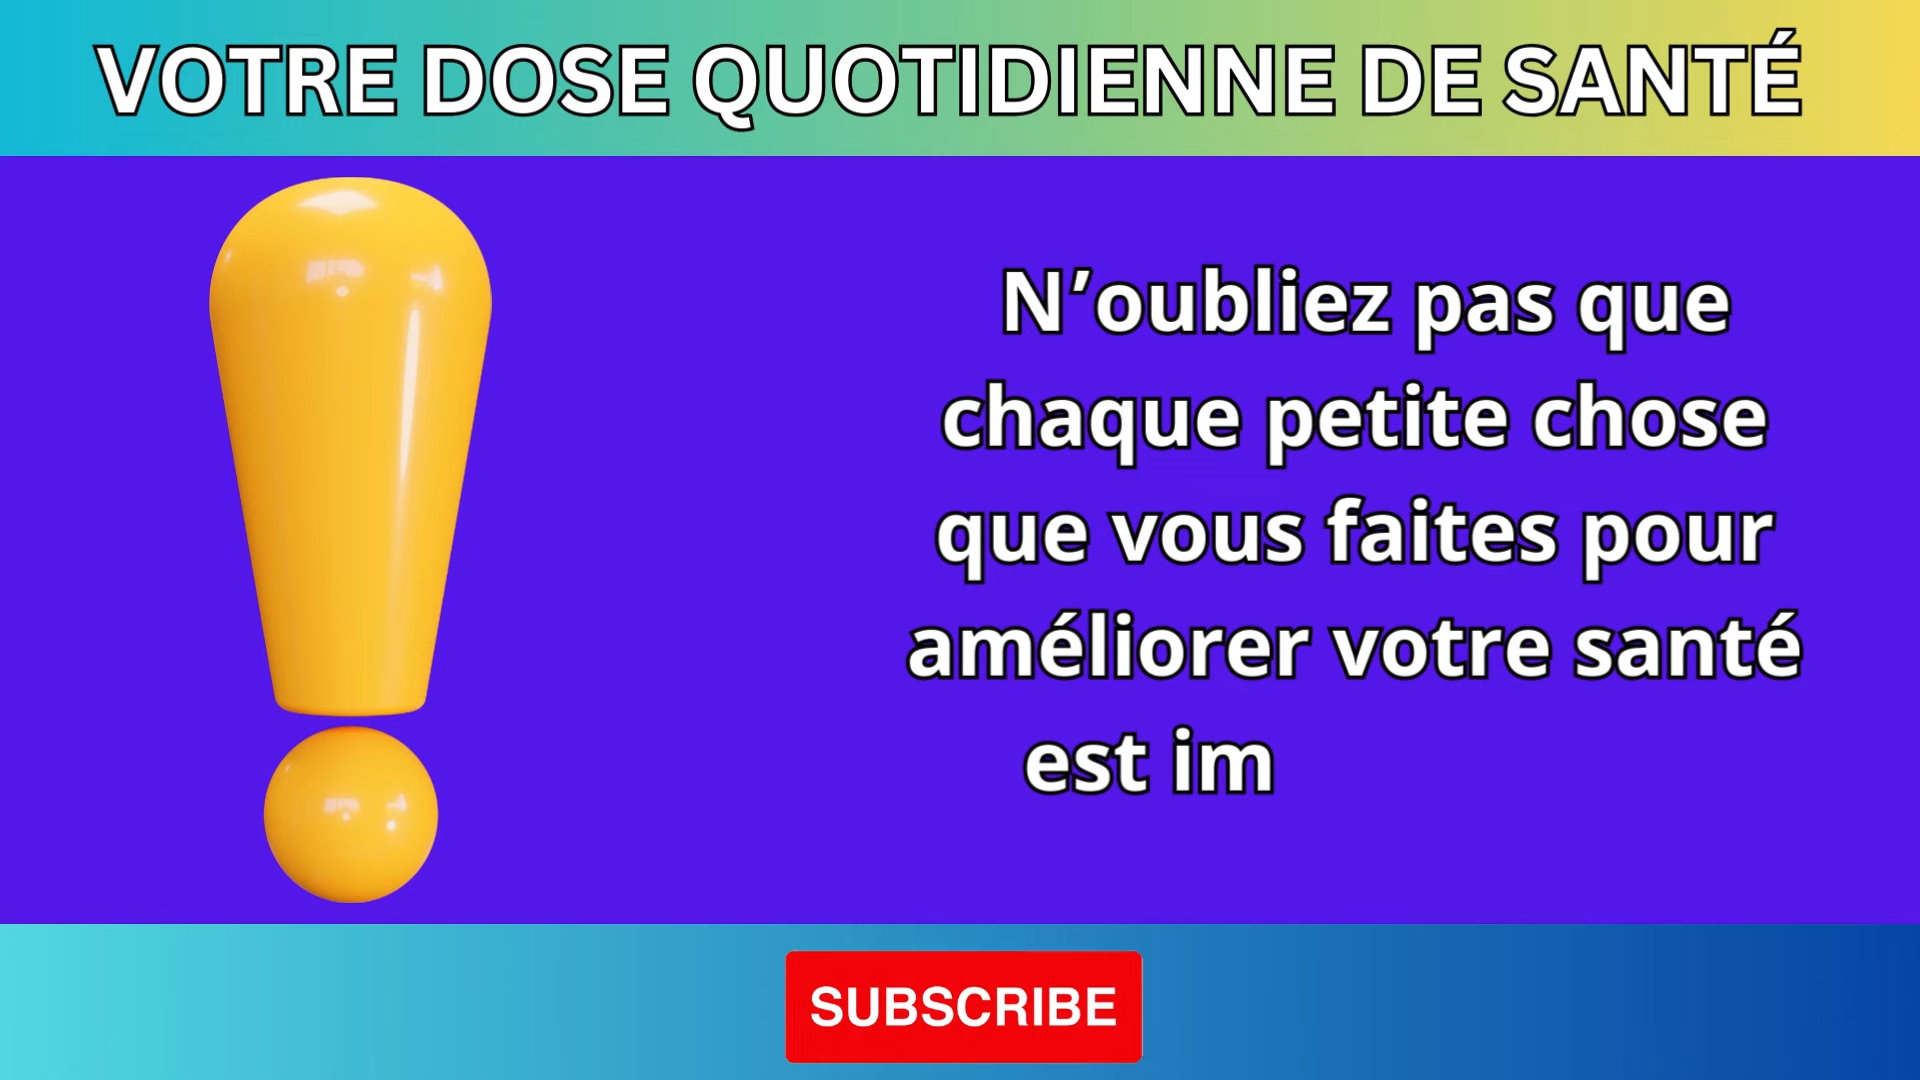 VOTRE DOSE QUOTIDIENNE DE SANTÉ
N’oubliez pas que
chaque petite chose
que vous faites pour
améliorer votre santé
est im
SUBSCRIBE